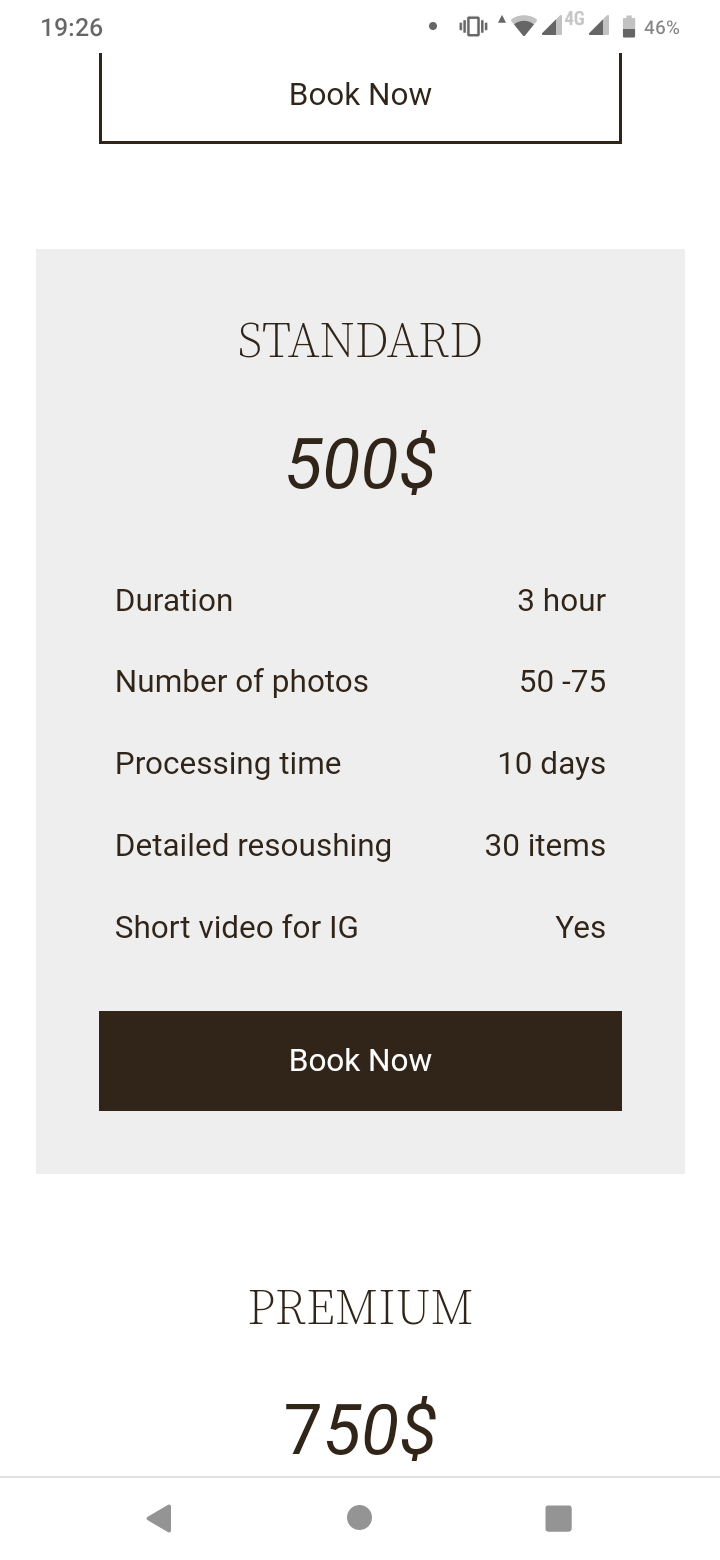 19:26 4G 46%
Book Now
STANDARD
500$
Duration 3 hour
Number of photos 50 -75
Processing time 10 days
Detailed resoushing 30 items
Short video for IG Yes
Book Now
PREMIUM
750$